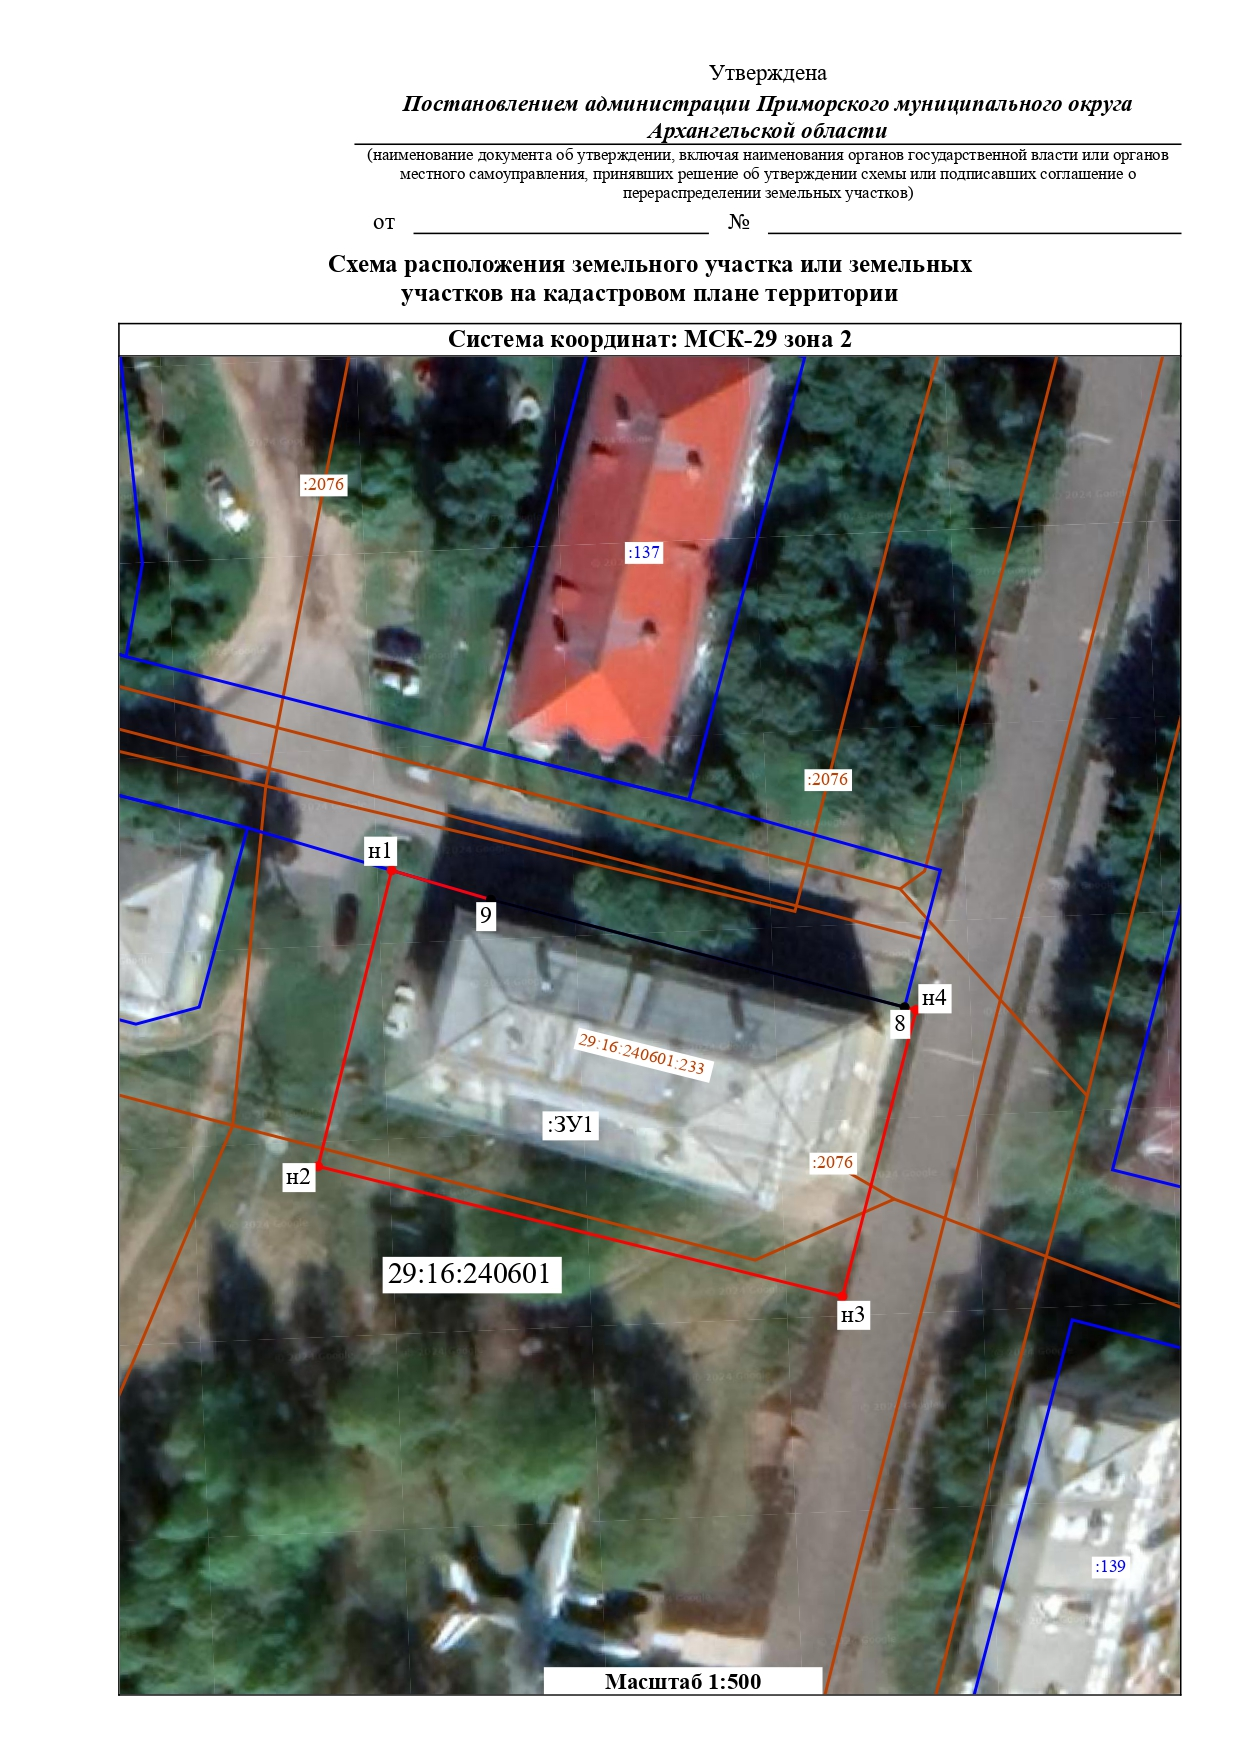 Утверждена
Постановлением администрации Приморского муниципального округа
Архангельской области
(наименование документа об утверждении, включая наименования органов государственной власти или органов
местного самоуправления, принявших решение об утверждении схемы или подписавших соглашение о
перераспределении земельных участков)
от № 
Схема расположения земельного участка или земельных
участков на кадастровом плане территории
Система координат: МСК-29 зона 2
:2076
:137
:2076
н1
9
н4
8
29:16:240601:233
:ЗУ1
:2076
н2
29:16:240601
н3
:139
Масштаб 1:500